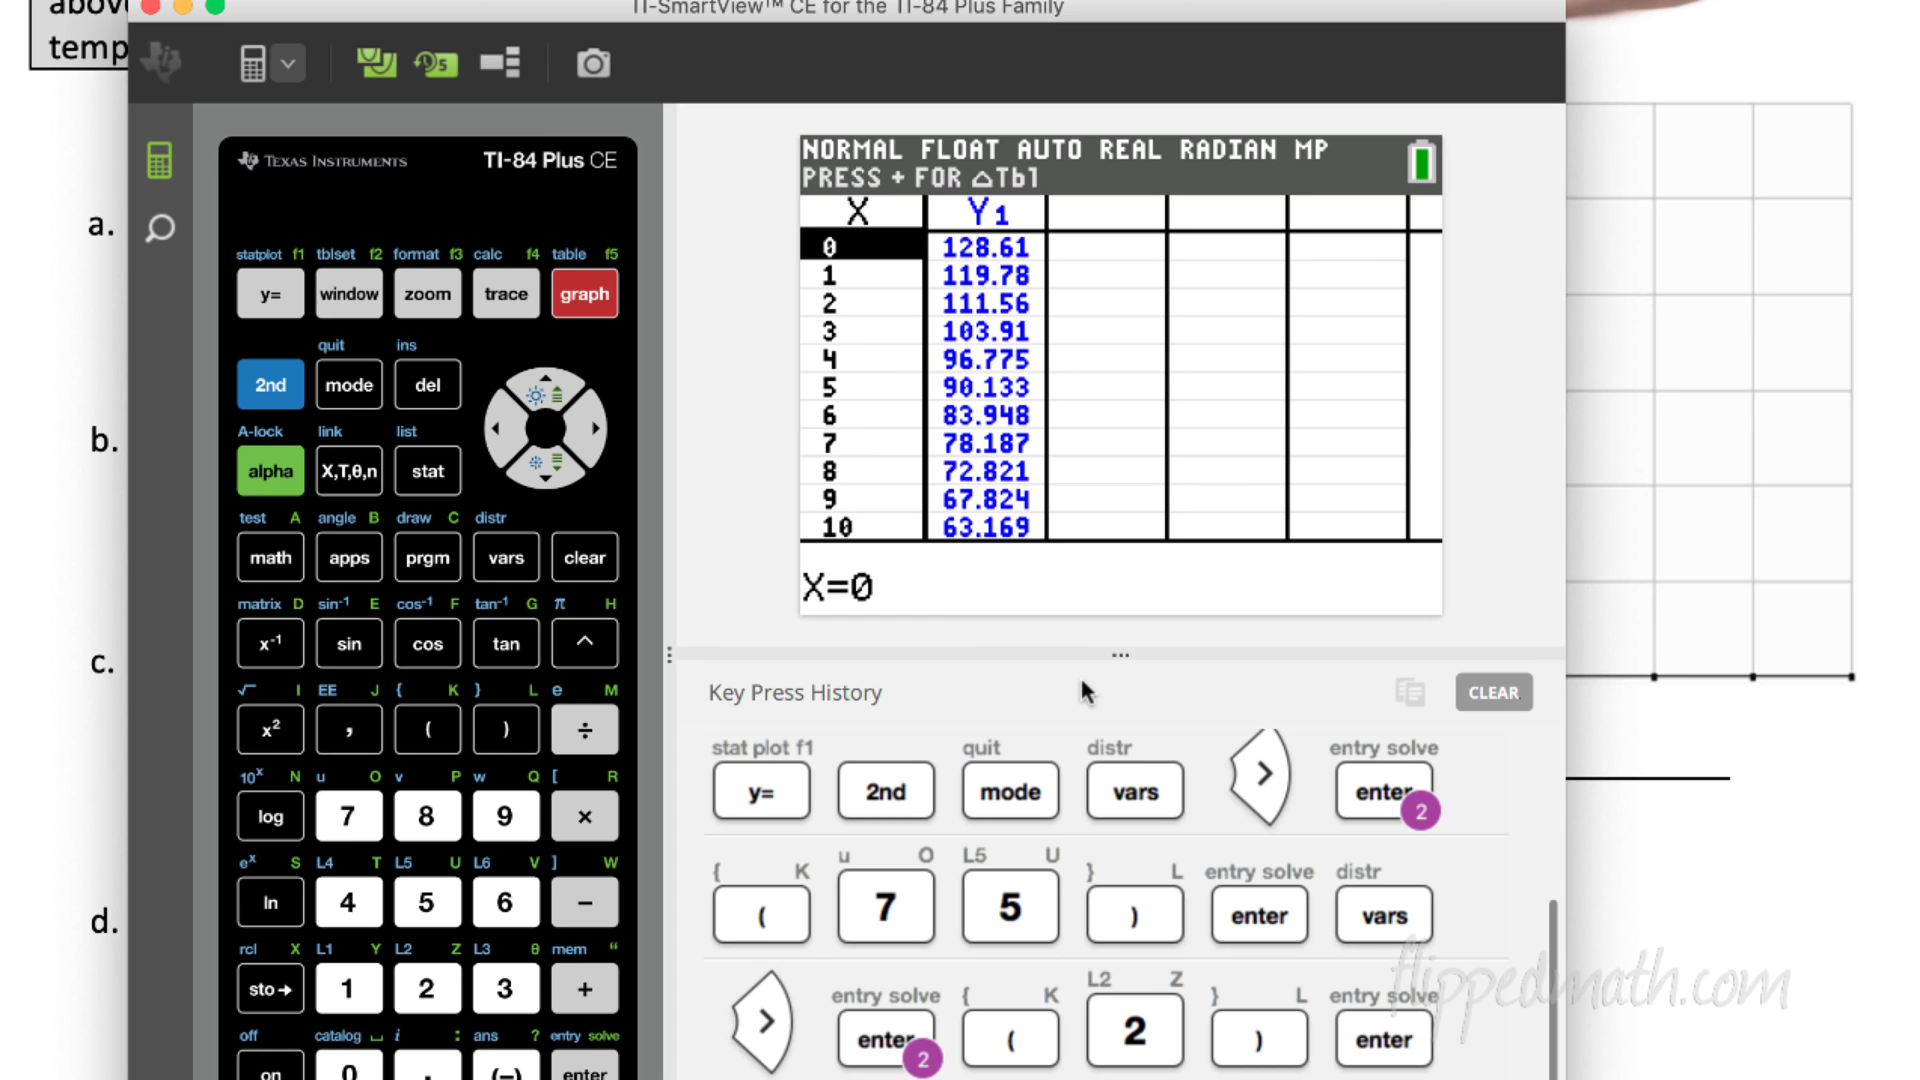 above
temp
TI-SmartView™ CE for the TI-84 Plus Family
a.
b.
c.
d.
TEXAS INSTRUMENTS TI-84 Plus CE
statplot f1 tblset f2 format f3 calc f4 table f5
y= window zoom trace graph
quit ins
2nd mode del
A-lock link list
alpha X,T,θ,n stat
test A angle B draw C distr
math apps prgm vars clear
matrix D sin⁻¹ E cos⁻¹ F tan⁻¹ G π H
x⁻¹ sin cos tan ^
√ I EE J { K } L e M
x² , ( ) ÷
10ˣ N u O v P w Q [ R
log 7 8 9 ×
eˣ S L4 T L5 U L6 V ] W
ln 4 5 6 −
rcl X L1 Y L2 Z L3 θ mem "
sto→ 1 2 3 +
off catalog ⎵ i : ans ? entry solve
on 0 . (−) enter
NORMAL FLOAT AUTO REAL RADIAN MP
PRESS + FOR △Tbl
X Y1
0 128.61
1 119.78
2 111.56
3 103.91
4 96.775
5 90.133
6 83.948
7 78.187
8 72.821
9 67.824
10 63.169
X=0
Key Press History CLEAR
stat plot f1 quit distr entry solve
y= 2nd mode vars > enter 2
{ K u O L5 U } L entry solve distr
( 7 5 ) enter vars
entry solve { K L2 Z } L entry solve
> enter 2 ( 2 ) enter
flippedmath.com